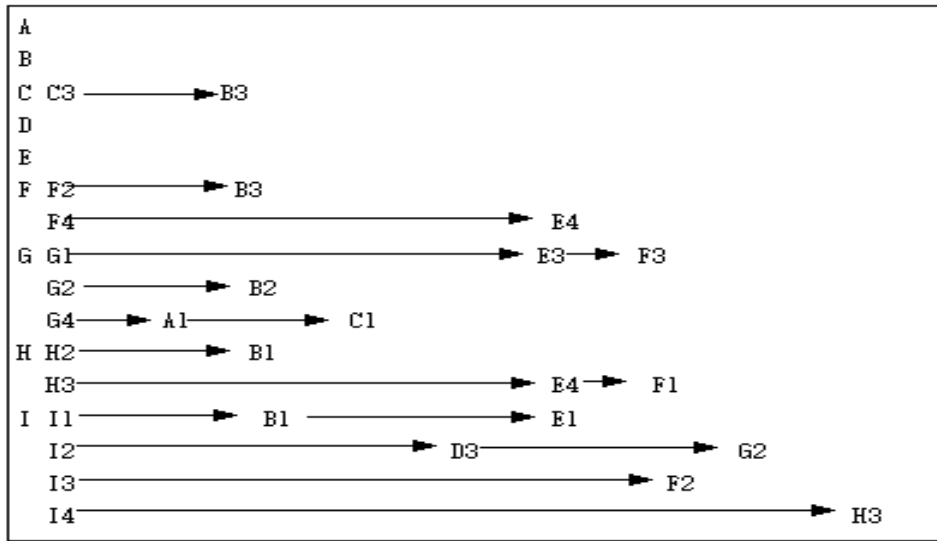 A
B
C C3 B3
D
E
F F2 B3
F4 E4
G G1 E3 F3
G2 B2
G4 A1 C1
H H2 B1
H3 E4 F1
I I1 B1 E1
I2 D3 G2
I3 F2
I4 H3